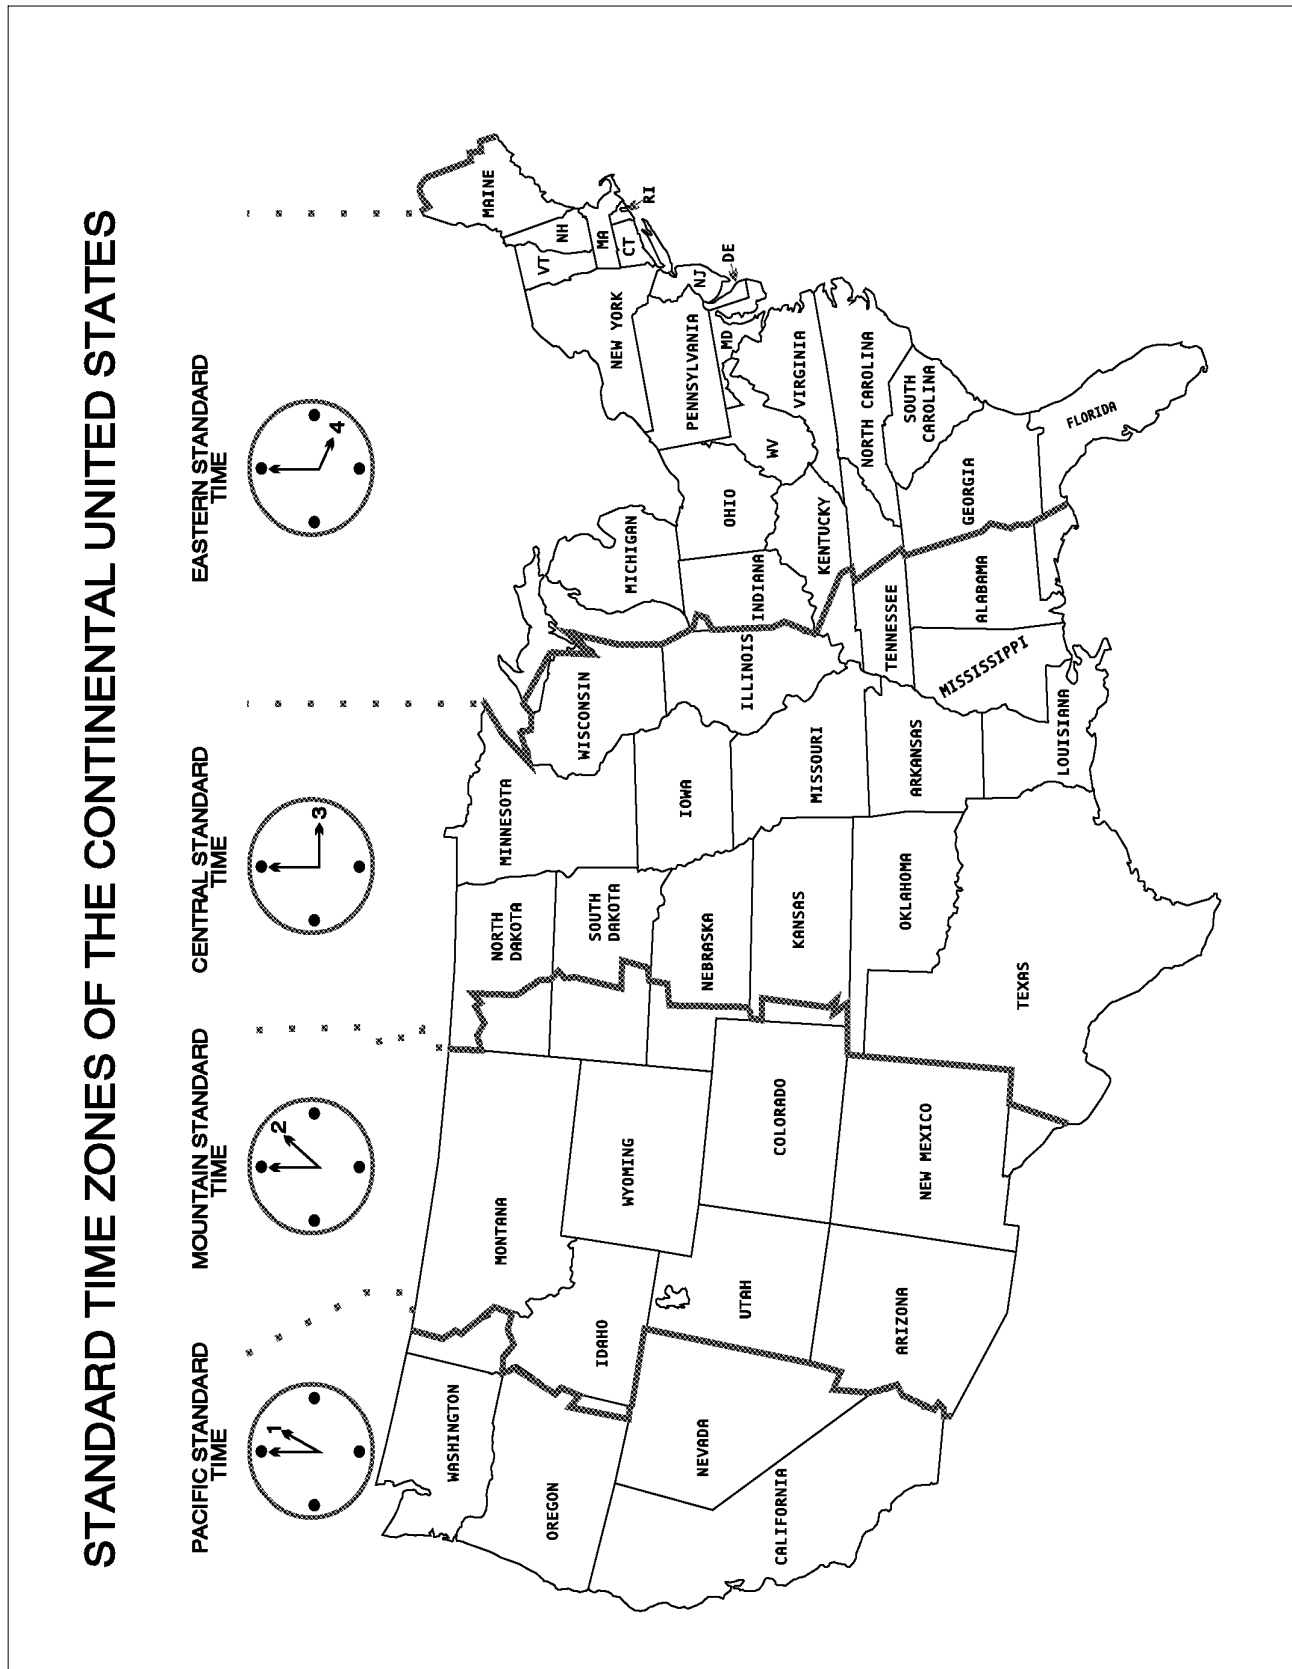 STANDARD TIME ZONES OF THE CONTINENTAL UNITED STATES
PACIFIC STANDARD
TIME
MOUNTAIN STANDARD
TIME
CENTRAL STANDARD
TIME
EASTERN STANDARD
TIME
1
2
3
4
WASHINGTON
OREGON
CALIFORNIA
NEVADA
IDAHO
MONTANA
WYOMING
UTAH
ARIZONA
COLORADO
NEW MEXICO
NORTH
DAKOTA
SOUTH
DAKOTA
NEBRASKA
KANSAS
OKLAHOMA
TEXAS
MINNESOTA
IOWA
MISSOURI
ARKANSAS
LOUISIANA
WISCONSIN
ILLINOIS
MISSISSIPPI
MICHIGAN
INDIANA
KENTUCKY
TENNESSEE
ALABAMA
OHIO
WV
GEORGIA
FLORIDA
SOUTH
CAROLINA
NORTH CAROLINA
VIRGINIA
PENNSYLVANIA
MD
DE
NJ
NEW YORK
VT
NH
MA
CT
RI
MAINE